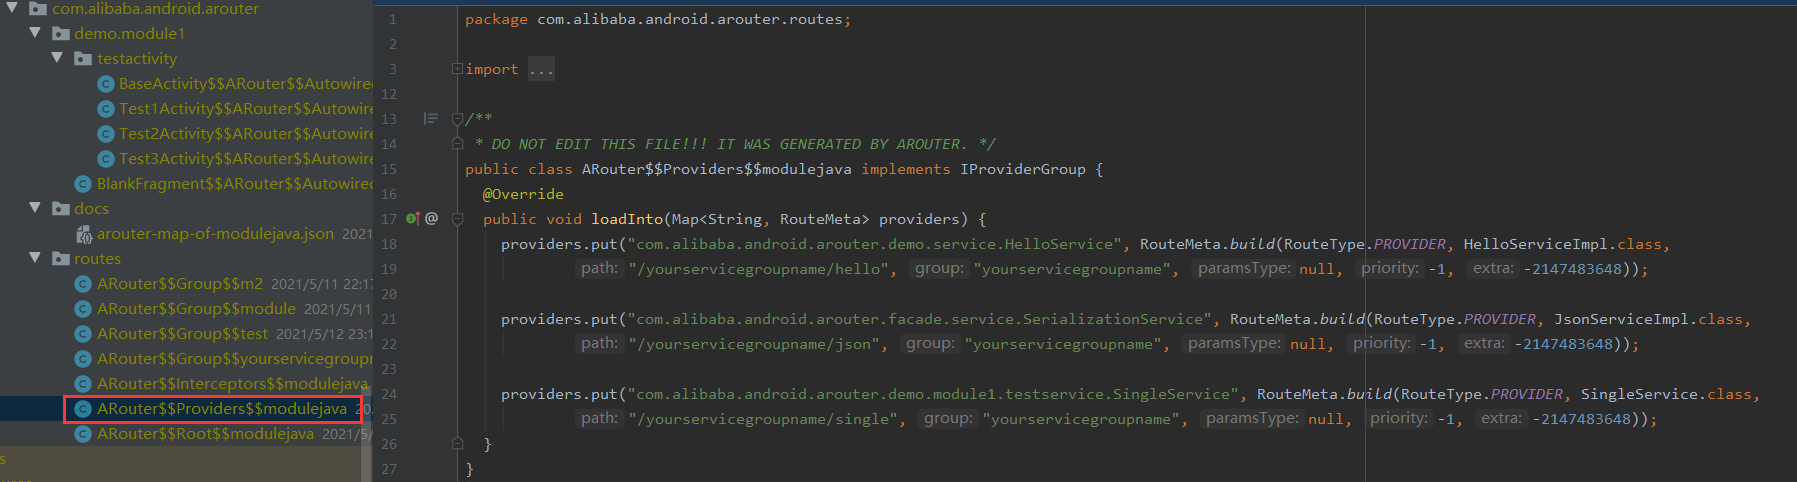 com.alibaba.android.arouter
demo.module1
testactivity
BaseActivity$$ARouter$$Autowired
Test1Activity$$ARouter$$Autowire
Test2Activity$$ARouter$$Autowire
Test3Activity$$ARouter$$Autowire
BlankFragment$$ARouter$$Autowired
docs
arouter-map-of-modulejava.json 2021
routes
ARouter$$Group$$m2 2021/5/11 22:17
ARouter$$Group$$module 2021/5/11
ARouter$$Group$$test 2021/5/12 23:1
ARouter$$Group$$yourservicegroupn
ARouter$$Interceptors$$modulejava
ARouter$$Providers$$modulejava 202
ARouter$$Root$$modulejava 2021/5/
s
1 package com.alibaba.android.arouter.routes;
2
3 import ...
12
13 /**
14 * DO NOT EDIT THIS FILE!!! IT WAS GENERATED BY AROUTER. */
15 public class ARouter$$Providers$$modulejava implements IProviderGroup {
16 @Override
17 @ public void loadInto(Map<String, RouteMeta> providers) {
18 providers.put("com.alibaba.android.arouter.demo.service.HelloService", RouteMeta.build(RouteType.PROVIDER, HelloServiceImpl.class,
19 path: "/yourservicegroupname/hello", group: "yourservicegroupname", paramsType: null, priority: -1, extra: -2147483648));
20
21 providers.put("com.alibaba.android.arouter.facade.service.SerializationService", RouteMeta.build(RouteType.PROVIDER, JsonServiceImpl.class,
22 path: "/yourservicegroupname/json", group: "yourservicegroupname", paramsType: null, priority: -1, extra: -2147483648));
23
24 providers.put("com.alibaba.android.arouter.demo.module1.testservice.SingleService", RouteMeta.build(RouteType.PROVIDER, SingleService.class,
25 path: "/yourservicegroupname/single", group: "yourservicegroupname", paramsType: null, priority: -1, extra: -2147483648));
26 }
27 }